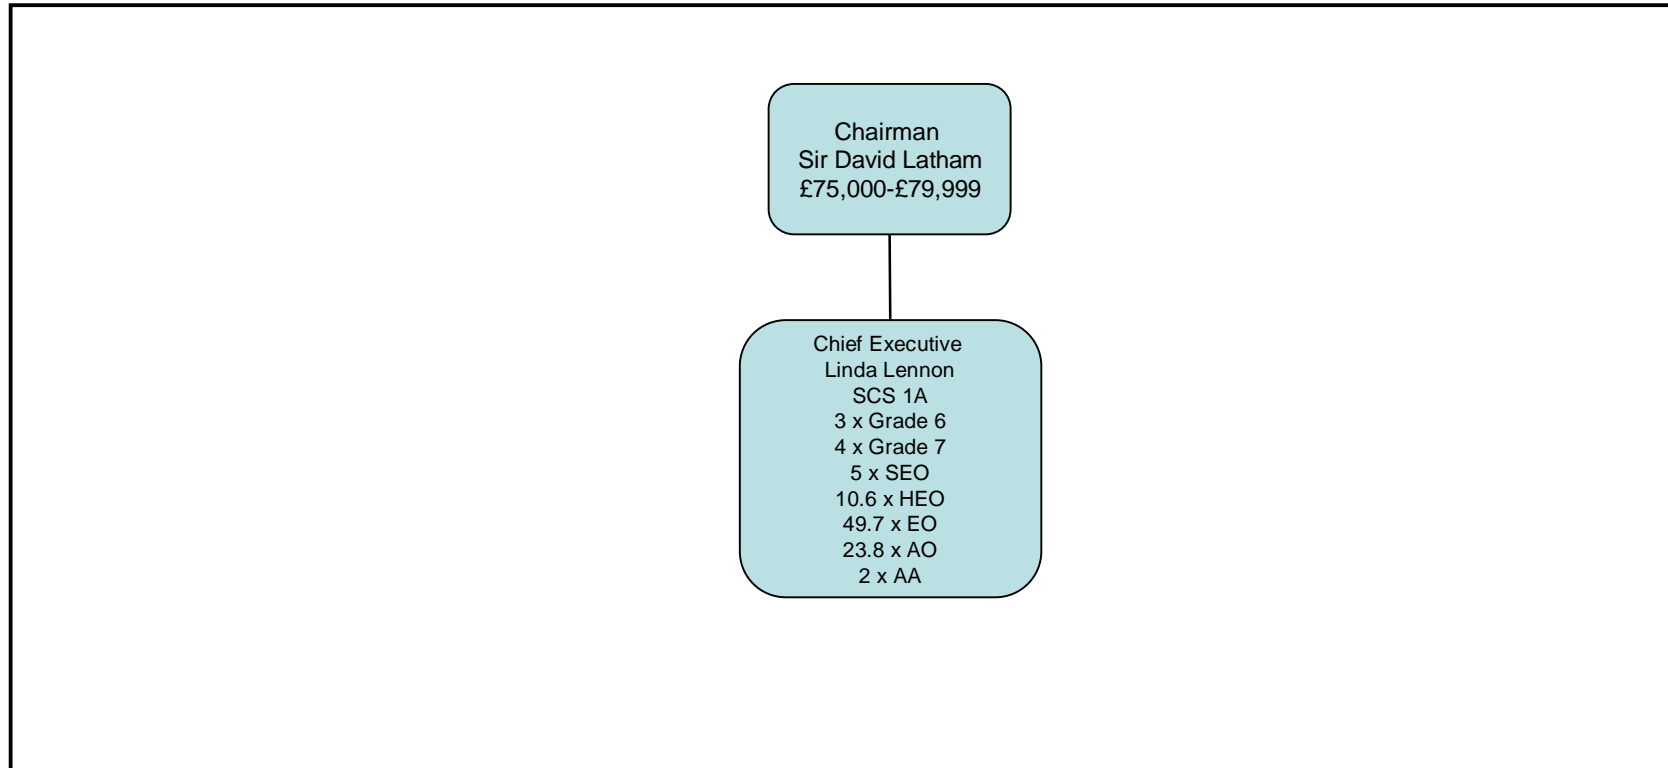 Chairman
Sir David Latham
£75,000-£79,999
Chief Executive
Linda Lennon
SCS 1A
3 x Grade 6
4 x Grade 7
5 x SEO
10.6 x HEO
49.7 x EO
23.8 x AO
2 x AA